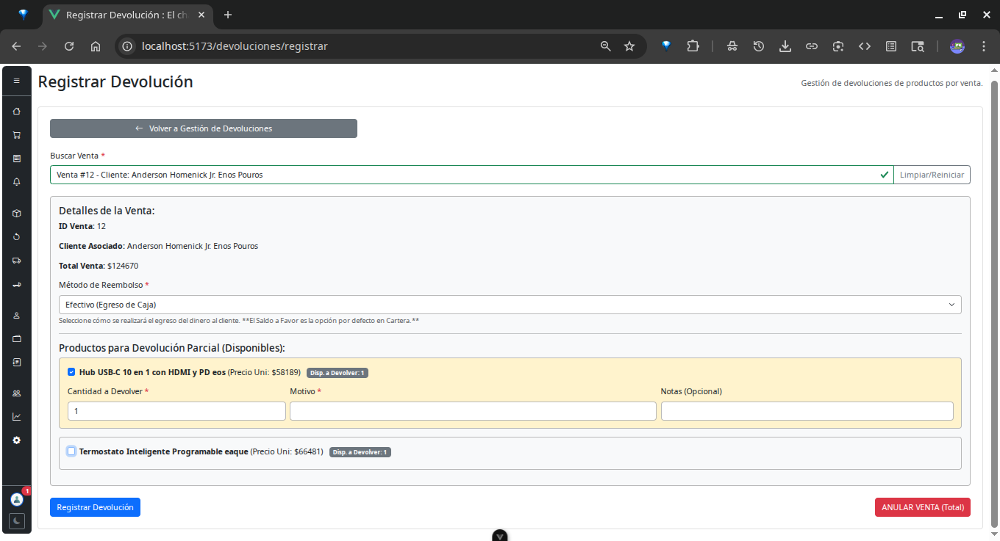 Registrar Devolución : El ch
localhost:5173/devoluciones/registrar
Registrar Devolución
Gestión de devoluciones de productos por venta.
← Volver a Gestión de Devoluciones
Buscar Venta *
Venta #12 - Cliente: Anderson Homenick Jr. Enos Pouros
Limpiar/Reiniciar
Detalles de la Venta:
ID Venta: 12
Cliente Asociado: Anderson Homenick Jr. Enos Pouros
Total Venta: $124670
Método de Reembolso *
Efectivo (Egreso de Caja)
Seleccione cómo se realizará el egreso del dinero al cliente. **El Saldo a Favor es la opción por defecto en Cartera.**
Productos para Devolución Parcial (Disponibles):
Hub USB-C 10 en 1 con HDMI y PD eos (Precio Uni: $58189) Disp. a Devolver: 1
Cantidad a Devolver * Motivo * Notas (Opcional)
1
Termostato Inteligente Programable eaque (Precio Uni: $66481) Disp. a Devolver: 1
1
Registrar Devolución
ANULAR VENTA (Total)